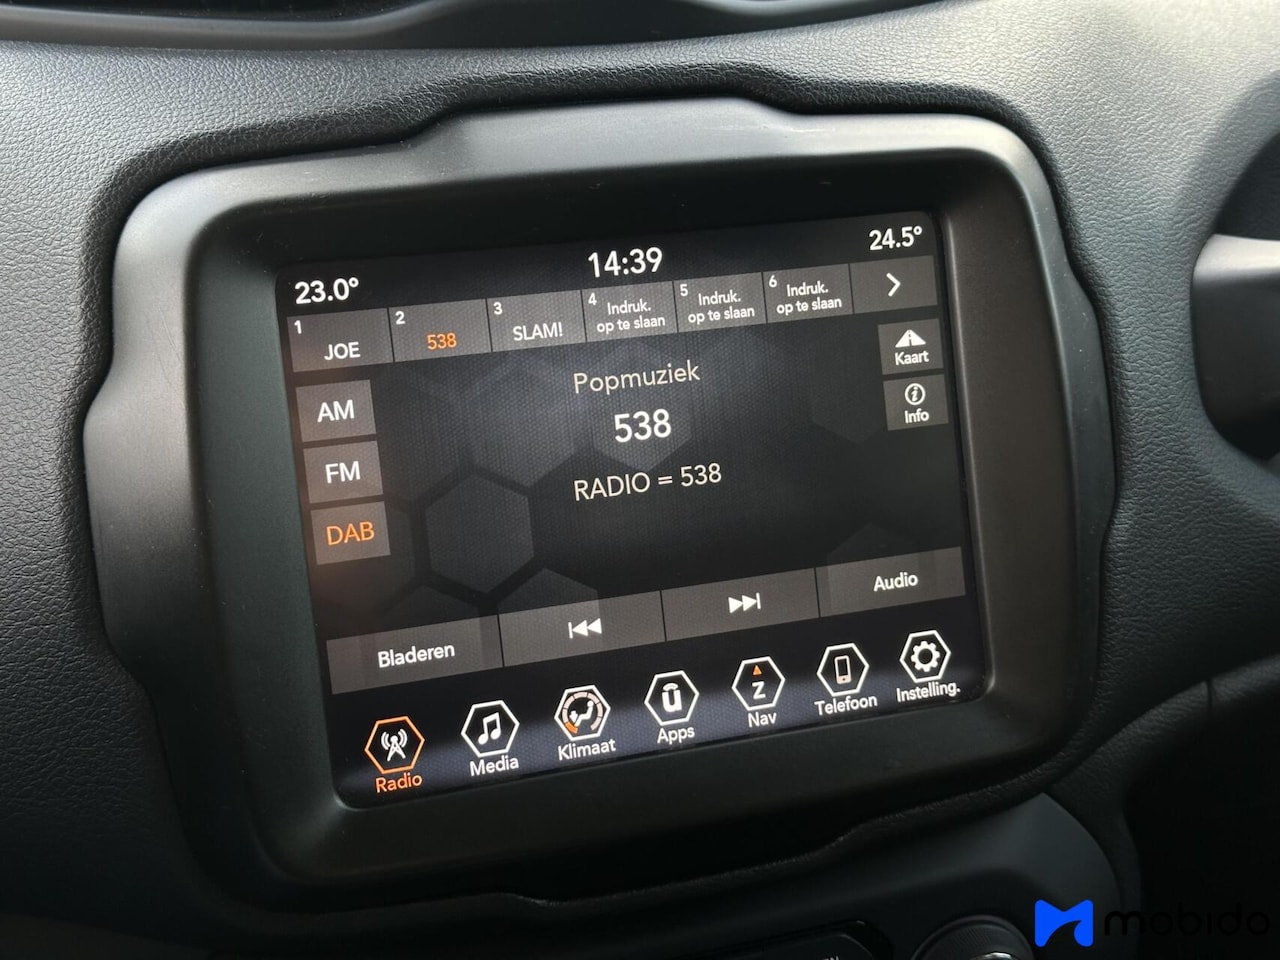 23.0°
14:39
24.5°
1 JOE
2 538
3 SLAM!
4 Indruk.
op te slaan
5 Indruk.
op te slaan
6 Indruk.
op te slaan
AM
FM
DAB
Popmuziek
538
RADIO = 538
Kaart
Info
Bladeren
Audio
Radio
Media
Klimaat
Apps
Nav
Telefoon
Instelling.
mobido